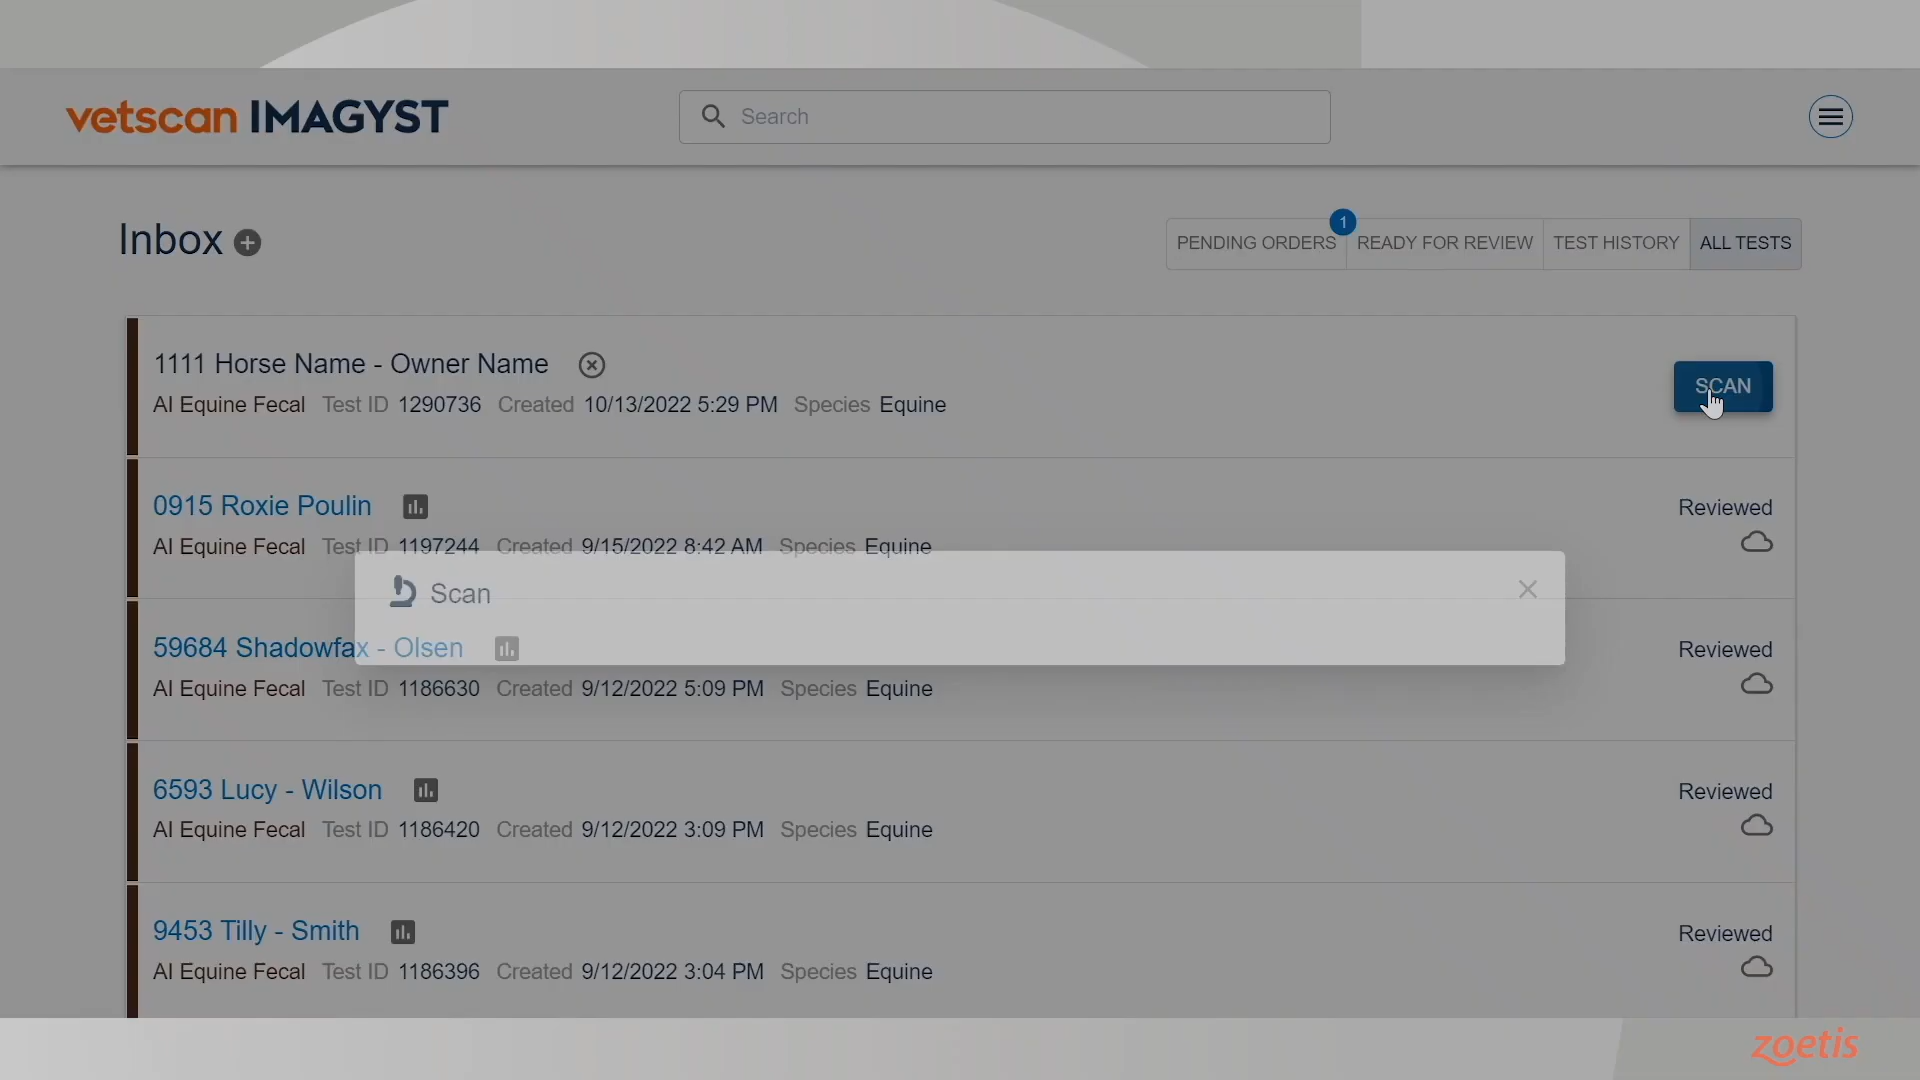 vetscan IMAGYST
Search
Inbox
1
PENDING ORDERS READY FOR REVIEW TEST HISTORY ALL TESTS
1111 Horse Name - Owner Name
AI Equine Fecal Test ID 1290736 Created 10/13/2022 5:29 PM Species Equine
SCAN
0915 Roxie Poulin
Reviewed
AI Equine Fecal Test ID 1197244 Created 9/15/2022 8:42 AM Species Equine
Scan
59684 Shadowfax - Olsen
Reviewed
AI Equine Fecal Test ID 1186630 Created 9/12/2022 5:09 PM Species Equine
6593 Lucy - Wilson
Reviewed
AI Equine Fecal Test ID 1186420 Created 9/12/2022 3:09 PM Species Equine
9453 Tilly - Smith
Reviewed
AI Equine Fecal Test ID 1186396 Created 9/12/2022 3:04 PM Species Equine
zoetis